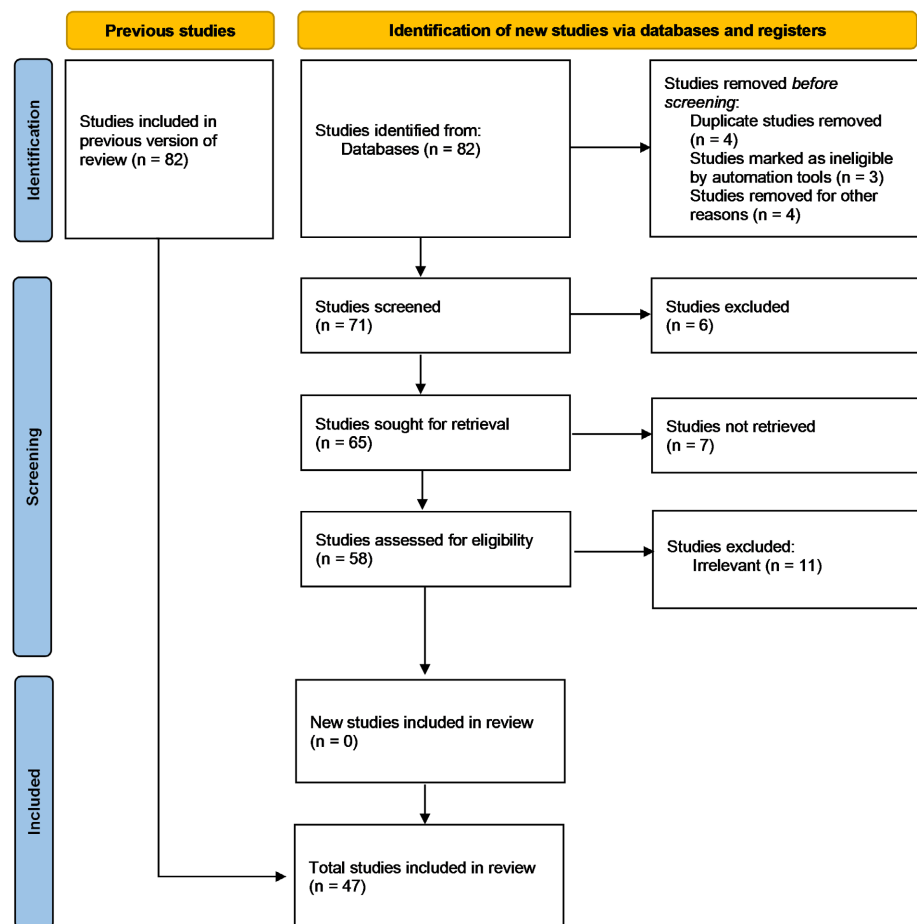 Previous studies
Identification of new studies via databases and registers
Identification
Studies included in
previous version of
review (n = 82)
Studies identified from:
Databases (n = 82)
Studies removed before
screening:
Duplicate studies removed
(n = 4)
Studies marked as ineligible
by automation tools (n = 3)
Studies removed for other
reasons (n = 4)
Screening
Studies screened
(n = 71)
Studies excluded
(n = 6)
Studies sought for retrieval
(n = 65)
Studies not retrieved
(n = 7)
Studies assessed for eligibility
(n = 58)
Studies excluded:
Irrelevant (n = 11)
Included
New studies included in review
(n = 0)
Total studies included in review
(n = 47)